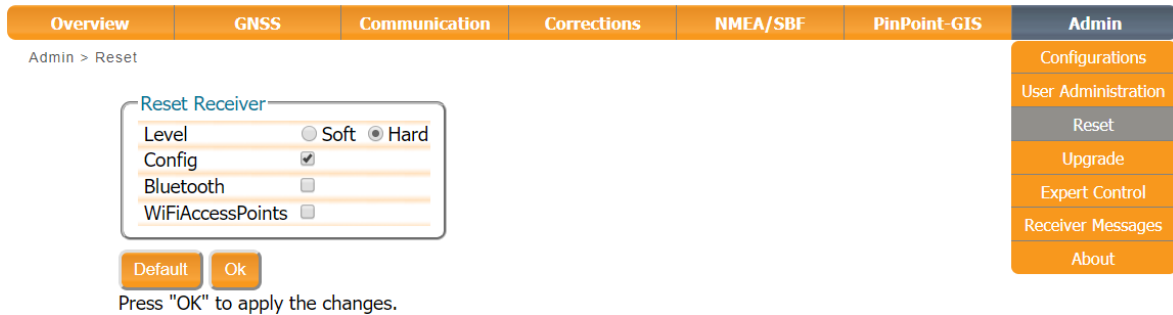 Overview GNSS Communication Corrections NMEA/SBF PinPoint-GIS Admin
Admin > Reset
Configurations
User Administration
Reset
Upgrade
Expert Control
Receiver Messages
About
Reset Receiver
Level Soft Hard
Config
Bluetooth
WiFiAccessPoints
Default Ok
Press "OK" to apply the changes.